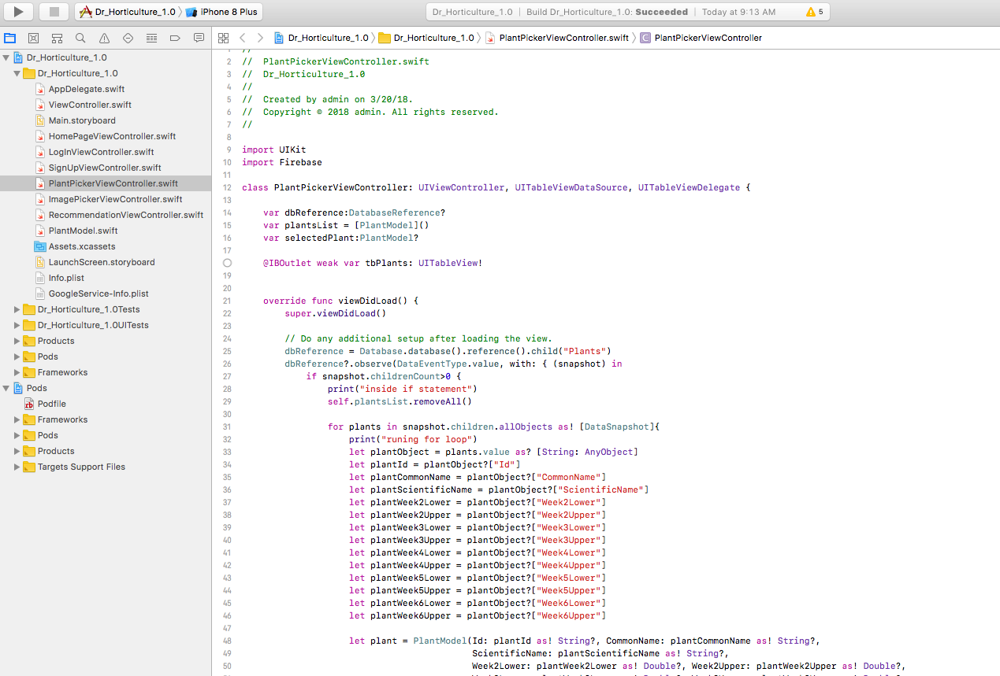 Dr_Horticulture_1.0 〉 iPhone 8 Plus
Dr_Horticulture_1.0 | Build Dr_Horticulture_1.0: Succeeded | Today at 9:13 AM 5
Dr_Horticulture_1.0 〉 Dr_Horticulture_1.0 〉 PlantPickerViewController.swift 〉 C PlantPickerViewController
Dr_Horticulture_1.0
Dr_Horticulture_1.0
AppDelegate.swift
ViewController.swift
Main.storyboard
HomePageViewController.swift
LogInViewController.swift
SignUpViewController.swift
PlantPickerViewController.swift
ImagePickerViewController.swift
RecommendationViewController.swift
PlantModel.swift
Assets.xcassets
LaunchScreen.storyboard
Info.plist
GoogleService-Info.plist
Dr_Horticulture_1.0Tests
Dr_Horticulture_1.0UITests
Products
Pods
Frameworks
Pods
rb Podfile
Frameworks
Pods
Products
Targets Support Files
1 //
2 // PlantPickerViewController.swift
3 // Dr_Horticulture_1.0
4 //
5 // Created by admin on 3/20/18.
6 // Copyright © 2018 admin. All rights reserved.
7 //
8
9 import UIKit
10 import Firebase
11
12 class PlantPickerViewController: UIViewController, UITableViewDataSource, UITableViewDelegate {
13
14 var dbReference:DatabaseReference?
15 var plantsList = [PlantModel]()
16 var selectedPlant:PlantModel?
17
@IBOutlet weak var tbPlants: UITableView!
19
20
21 override func viewDidLoad() {
22 super.viewDidLoad()
23
24 // Do any additional setup after loading the view.
25 dbReference = Database.database().reference().child("Plants")
26 dbReference?.observe(DataEventType.value, with: { (snapshot) in
27 if snapshot.childrenCount>0 {
28 print("inside if statement")
29 self.plantsList.removeAll()
30
31 for plants in snapshot.children.allObjects as! [DataSnapshot]{
32 print("runing for loop")
33 let plantObject = plants.value as? [String: AnyObject]
34 let plantId = plantObject?["Id"]
35 let plantCommonName = plantObject?["CommonName"]
36 let plantScientificName = plantObject?["ScientificName"]
37 let plantWeek2Lower = plantObject?["Week2Lower"]
38 let plantWeek2Upper = plantObject?["Week2Upper"]
39 let plantWeek3Lower = plantObject?["Week3Lower"]
40 let plantWeek3Upper = plantObject?["Week3Upper"]
41 let plantWeek4Lower = plantObject?["Week4Lower"]
42 let plantWeek4Upper = plantObject?["Week4Upper"]
43 let plantWeek5Lower = plantObject?["Week5Lower"]
44 let plantWeek5Upper = plantObject?["Week5Upper"]
45 let plantWeek6Lower = plantObject?["Week6Lower"]
46 let plantWeek6Upper = plantObject?["Week6Upper"]
47
48 let plant = PlantModel(Id: plantId as! String?, CommonName: plantCommonName as! String?,
49 ScientificName: plantScientificName as! String?,
50 Week2Lower: plantWeek2Lower as! Double?, Week2Upper: plantWeek2Upper as! Double?,